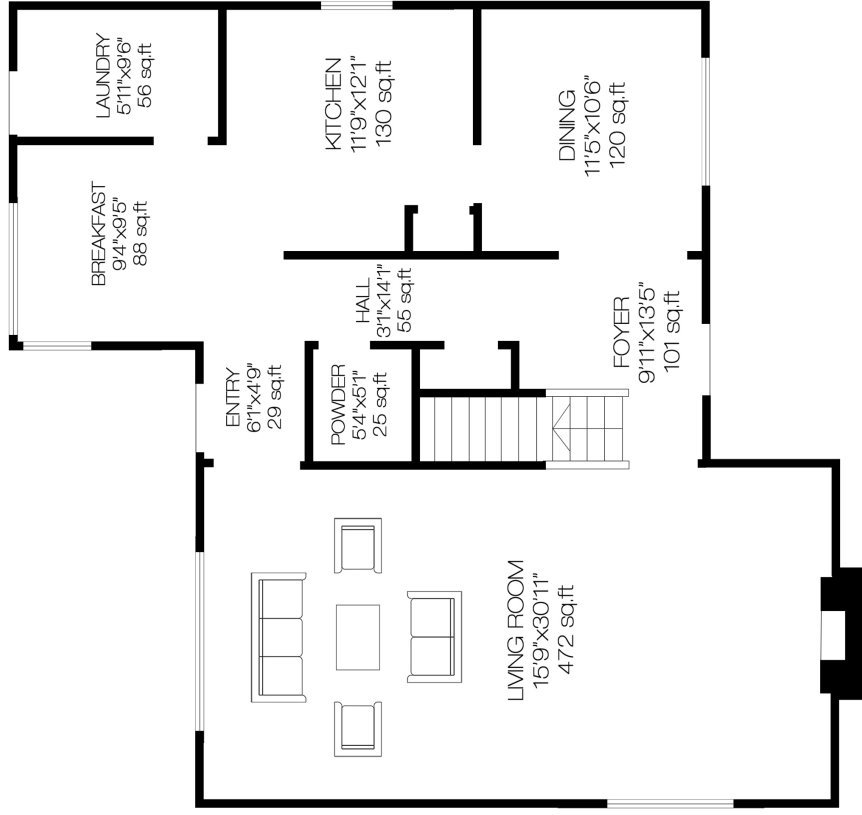 LAUNDRY
5'11"x9'6"
56 sq.ft
KITCHEN
11'9"x12'1"
130 sq.ft
DINING
11'5"x10'6"
120 sq.ft
BREAKFAST
9'4"x9'5"
88 sq.ft
HALL
3'1"x14'1"
55 sq.ft
FOYER
9'11"x13'5"
101 sq.ft
ENTRY
6'1"x4'9"
29 sq.ft
POWDER
5'4"x5'1"
25 sq.ft
LIVING ROOM
15'9"x30'11"
472 sq.ft